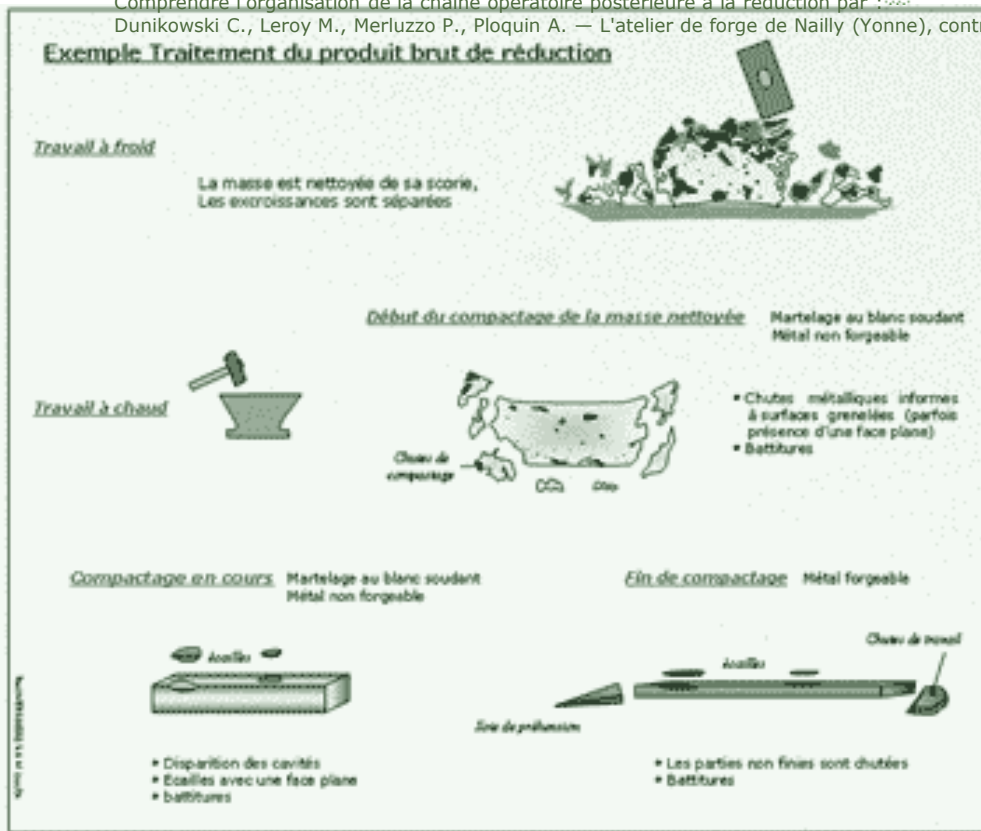 Comprendre l'organisation de la chaîne opératoire postérieure à la réduction par :
Dunikowski C., Leroy M., Merluzzo P., Ploquin A. — L'atelier de forge de Nailly (Yonne), contr
Exemple Traitement du produit brut de réduction
Travail à froid
La masse est nettoyée de sa scorie,
Les excroissances sont séparées
Début du compactage de la masse nettoyée
Martelage au blanc soudant
Métal non forgeable
Travail à chaud
• Chutes métalliques informes
à surfaces grenelées (parfois
présence d'une face plane)
• Battitures
Chutes de
compactage
Compactage en cours
Martelage au blanc soudant
Métal non forgeable
Fin de compactage
Métal forgeable
Chutes de travail
écailles
écailles
Soie de préhension
• Disparition des cavités
• Ecailles avec une face plane
• battitures
• Les parties non finies sont chutées
• Battitures